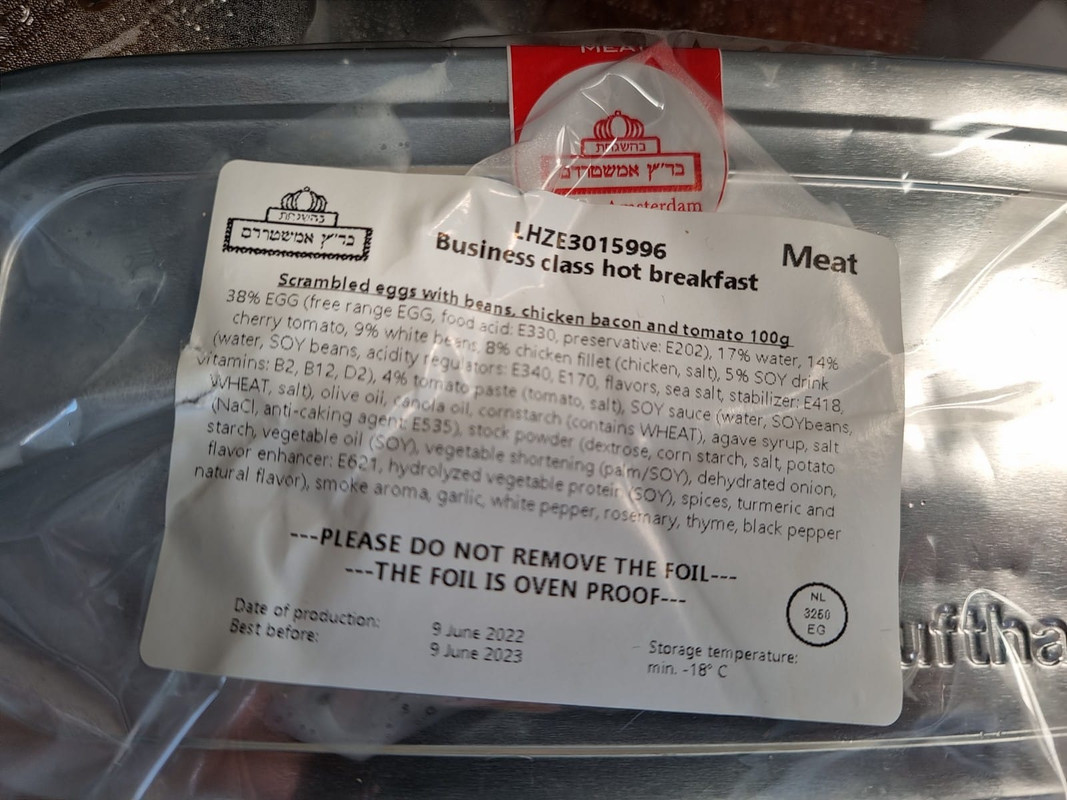 MEAT
בהשגחת
בד״ץ אמשטרדם
Amsterdam
בהשגחת
בד״ץ אמישטרדם
LHZE3015996
Business class hot breakfast
Meat
Scrambled eggs with beans, chicken bacon and tomato 100g
38% EGG (free range EGG, food acid: E330, preservative: E202), 17% water, 14%
cherry tomato, 9% white beans, 8% chicken fillet (chicken, salt), 5% SOY drink
(water, SOY beans, acidity regulators: E340, E170, flavors, sea salt, stabilizer: E418,
vitamins: B2, B12, D2), 4% tomato paste (tomato, salt), SOY sauce (water, SOYbeans,
WHEAT, salt), olive oil, canola oil, cornstarch (contains WHEAT), agave syrup, salt
(NaCl, anti-caking agent: E535), stock powder (dextrose, corn starch, salt, potato
starch, vegetable oil (SOY), vegetable shortening (palm/SOY), dehydrated onion,
flavor enhancer: E621, hydrolyzed vegetable protein (SOY), spices, turmeric and
natural flavor), smoke aroma, garlic, white pepper, rosemary, thyme, black pepper
---PLEASE DO NOT REMOVE THE FOIL---
---THE FOIL IS OVEN PROOF---
NL
3260
EG
Date of production: 9 June 2022
Best before: 9 June 2023
Storage temperature:
min. -18° C
uftha